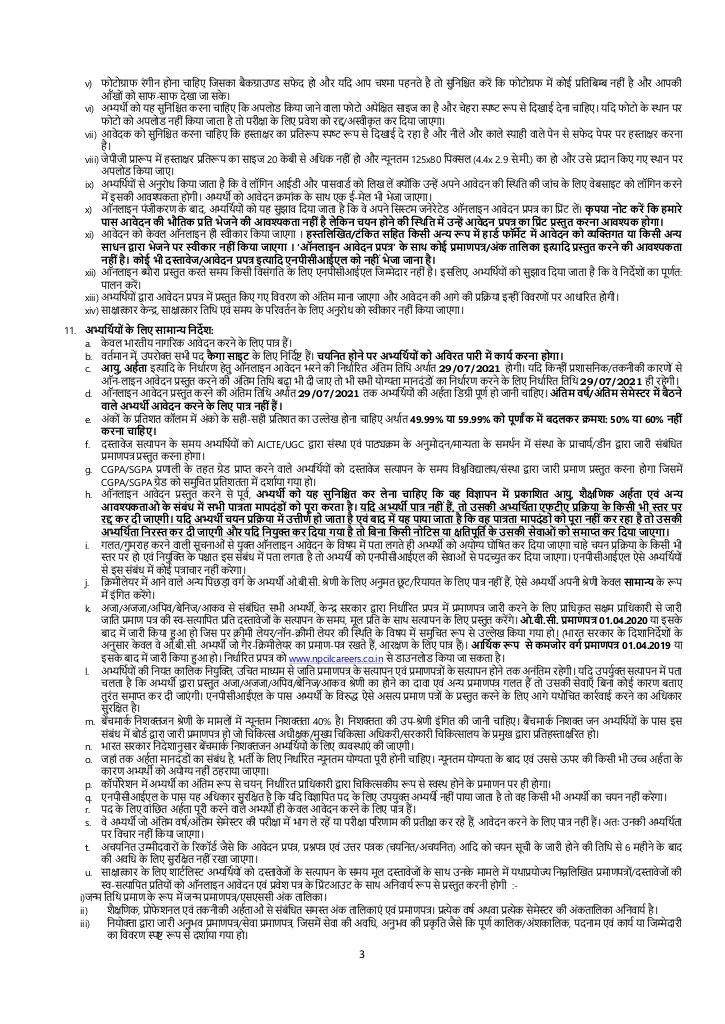 v) फोटोग्राफ रंगीन होना चाहिए जिसका बैकग्राउण्ड सफेद हो और यदि आप चश्मा पहनते है तो सुनिश्चित करें कि फोटोग्राफ में कोई प्रतिबिम्ब नहीं है और आपकी
आँखों को साफ-साफ देखा जा सके।
vi) अभ्यर्थी को यह सुनिश्चित करना चाहिए कि अपलोड किया जाने वाला फोटो अपेक्षित साइज का है और चेहरा स्पष्ट रूप से दिखाई देना चाहिए। यदि फोटो के स्थान पर
फोटो को अपलोड नहीं किया जाता है तो परीक्षा के लिए प्रवेश को रद्द/अस्वीकृत कर दिया जाएगा।
vii) आवेदक को सुनिश्चित करना चाहिए कि हस्ताक्षर का प्रतिरूप स्पष्ट रूप से दिखाई दे रहा है और नीले और काले स्याही वाले पेन से सफेद पेपर पर हस्ताक्षर करना
है।
viii) जेपीजी प्रारूप में हस्ताक्षर प्रतिरूप का साइज 20 केबी से अधिक नहीं हो और न्यूनतम 125x80 पिक्सल (4.4x 2.9 से.मी.) का हो और उसे प्रदान किए गए स्थान पर
अपलोड किया जाए।
ix) अभ्यर्थियों से अनुरोध किया जाता है कि वे लॉगिन आईडी और पासवार्ड को लिख लें क्योंकि उन्हें अपने आवेदन की स्थिति की जांच के लिए वेबसाइट को लॉगिन करने
में इसकी आवश्यकता होगी। अभ्यर्थी को आवेदन क्रमांक के साथ एक ई-मेल भी भेजा जाएगा।
x) ऑनलाइन पंजीकरण के बाद, अभ्यर्थियों को यह सुझाव दिया जाता है कि वे अपने सिस्टम जनेरेटेड ऑनलाइन आवेदन प्रपत्र का प्रिंट लें। कृपया नोट करें कि हमारे
पास आवेदन की भौतिक प्रति भेजने की आवश्यकता नहीं है लेकिन चयन होने की स्थिति में उन्हें आवेदन प्रपत्र का प्रिंट प्रस्तुत करना आवश्यक होगा।
xi) आवेदन को केवल ऑनलाइन ही स्वीकार किया जाएगा । हस्तलिखित/टंकित सहित किसी अन्य रूप में हार्ड फॉर्मेट में आवेदन को व्यक्तिगत या किसी अन्य
साधन द्वारा भेजने पर स्वीकार नहीं किया जाएगा । 'ऑनलाइन आवेदन प्रपत्र' के साथ कोई प्रमाणपत्र/अंक तालिका इत्यादि प्रस्तुत करने की आवश्यकता
नहीं है। कोई भी दस्तावेज/आवेदन प्रपत्र इत्यादि एनपीसीआईएल को नहीं भेजा जाना है।
xii) ऑनलाइन ब्यौरा प्रस्तुत करते समय किसी विसंगति के लिए एनपीसीआईएल जिम्मेदार नहीं है। इसलिए, अभ्यर्थियों को सुझाव दिया जाता है कि वे निर्देशों का पूर्णत:
पालन करें।
xiii) अभ्यर्थियों द्वारा आवेदन प्रपत्र में प्रस्तुत किए गए विवरण को अंतिम माना जाएगा और आवेदन की आगे की प्रक्रिया इन्हीं विवरणों पर आधारित होगी।
xiv) साक्षात्कार केन्द्र, साक्षात्कार तिथि एवं समय के परिवर्तन के लिए अनुरोध को स्वीकार नहीं किया जाएगा।
11. अभ्यर्थियों के लिए सामान्य निर्देश:
a. केवल भारतीय नागरिक आवेदन करने के लिए पात्र हैं।
b. वर्तमान में, उपरोक्त सभी पद कैगा साइट के लिए निर्दिष्ट हैं। चयनित होने पर अभ्यर्थियों को अविरत पारी में कार्य करना होगा।
c. आयु, अर्हता इत्यादि के निर्धारण हेतु ऑनलाइन आवेदन भरने की निर्धारित अंतिम तिथि अर्थात 29/07/2021 होगी। यदि किन्हीं प्रशासनिक/तकनीकी कारणों से
ऑन-लाइन आवेदन प्रस्तुत करने की अंतिम तिथि बढ़ा भी दी जाए तो भी सभी योग्यता मानदंडों का निर्धारण करने के लिए निर्धारित तिथि 29/07/2021 ही रहेगी।
d. ऑनलाइन आवेदन प्रस्तुत करने की अंतिम तिथि अर्थात 29/07/2021 तक अभ्यर्थियों की अर्हता डिग्री पूर्ण हो जानी चाहिए। अंतिम वर्ष/अंतिम सेमेस्टर में बैठने
वाले अभ्यर्थी आवेदन करने के लिए पात्र नहीं हैं।
e. अंकों के प्रतिशत कॉलम में अंको के सही-सही प्रतिशत का उल्लेख होना चाहिए अर्थात 49.99% या 59.99% को पूर्णांक में बदलकर क्रमश: 50% या 60% नहीं
करना चाहिए।
f. दस्तावेज सत्यापन के समय अभ्यर्थियों को AICTE/UGC द्वारा संस्था एवं पाठ्यक्रम के अनुमोदन/मान्यता के समर्थन में संस्था के प्राचार्य/डीन द्वारा जारी संबंधित
प्रमाणपत्र प्रस्तुत करना होगा।
g. CGPA/SGPA प्रणाली के तहत ग्रेड प्राप्त करने वाले अभ्यर्थियों को दस्तावेज सत्यापन के समय विश्वविद्यालय/संस्था द्वारा जारी प्रमाण प्रस्तुत करना होगा जिसमें
CGPA/SGPA ग्रेड को समुचित प्रतिशतता में दर्शाया गया हो।
h. ऑनलाइन आवेदन प्रस्तुत करने से पूर्व, अभ्यर्थी को यह सुनिश्चित कर लेना चाहिए कि वह विज्ञापन में प्रकाशित आयु, शैक्षणिक अर्हता एवं अन्य
आवश्यकताओं के संबंध में सभी पात्रता मापदंडों को पूरा करता है। यदि अभ्यर्थी पात्र नहीं है, तो उसकी अभ्यर्थिता एफटीए प्रक्रिया के किसी भी स्तर पर
रद्द कर दी जाएगी। यदि अभ्यर्थी चयन प्रक्रिया में उत्तीर्ण हो जाता है एवं बाद में यह पाया जाता है कि वह पात्रता मापदंडों को पूरा नहीं कर रहा है तो उसकी
अभ्यर्थिता निरस्त कर दी जाएगी और यदि नियुक्त कर दिया गया है तो बिना किसी नोटिस या क्षतिपूर्ति के उसकी सेवाओं को समाप्त कर दिया जाएगा।
i. गलत/गुमराह करने वाली सूचनाओं से युक्त ऑनलाइन आवेदन के विषय में पता लगते ही अभ्यर्थी को अयोग्य घोषित कर दिया जाएगा चाहे चयन प्रक्रिया के किसी भी
स्तर पर हो एवं नियुक्ति के पश्चात इस संबंध में पता लगता है तो अभ्यर्थी को एनपीसीआईएल की सेवाओं से पदच्युत कर दिया जाएगा। एनपीसीआईएल ऐसे अभ्यर्थियों
से इस संबंध में कोई पत्राचार नहीं करेगा।
j. क्रिमीलेयर में आने वाले अन्य पिछड़ा वर्ग के अभ्यर्थी ओ.बी.सी. श्रेणी के लिए अनुमत छूट/रियायत के लिए पात्र नहीं हैं, ऐसे अभ्यर्थी अपनी श्रेणी केवल सामान्य के रूप
में इंगित करेंगे।
k. अजा/अजजा/अपिव/बेनिज/आकव से संबंधित सभी अभ्यर्थी, केन्द्र सरकार द्वारा निर्धारित प्रपत्र में प्रमाणपत्र जारी करने के लिए प्राधिकृत सक्षम प्राधिकारी से जारी
जाति प्रमाण पत्र की स्व-सत्यापित प्रति दस्तावेजों के सत्यापन के समय, मूल प्रति के साथ सत्यापन के लिए प्रस्तुत करेंगे। ओ.बी.सी. प्रमाणपत्र 01.04.2020 या इसके
बाद में जारी किया हुआ हो जिस पर क्रीमी लेयर/नॉन-क्रीमी लेयर की स्थिति के विषय में समुचित रूप से उल्लेख किया गया हो। (भारत सरकार के दिशानिर्देशों के
अनुसार केवल वे ओ.बी.सी. अभ्यर्थी जो गैर-क्रिमीलेयर का प्रमाण-पत्र रखते हैं, आरक्षण के लिए पात्र हैं)। आर्थिक रूप से कमजोर वर्ग प्रमाणपत्र 01.04.2019 या
इसके बाद में जारी किया हुआ हो। निर्धारित प्रपत्र को www.npcilcareers.co.in से डाउनलोड किया जा सकता है।
l. अभ्यर्थियों की नियत कालिक नियुक्ति, उचित माध्यम से जाति प्रमाणपत्र के सत्यापन एवं प्रमाणपत्रों के सत्यापन होने तक अनंतिम रहेगी। यदि उपर्युक्त सत्यापन में पता
चलता है कि अभ्यर्थी द्वारा प्रस्तुत अजा/अजजा/अपिव/बेनिज/आकव श्रेणी का होने का दावा एवं अन्य प्रमाणपत्र गलत हैं तो उसकी सेवाएँ बिना कोई कारण बताए
तुरंत समाप्त कर दी जाएंगी। एनपीसीआईएल के पास अभ्यर्थी के विरूद्ध ऐसे असत्य प्रमाण पत्रों के प्रस्तुत करने के लिए आगे यथोचित कार्रवाई करने का अधिकार
सुरक्षित है।
m. बेंचमार्क निशक्तजन श्रेणी के मामलों में न्यूनतम निशक्तता 40% है। निशक्तता की उप-श्रेणी इंगित की जानी चाहिए। बैंचमार्क निशक्त जन अभ्यर्थियों के पास इस
संबंध में बोर्ड द्वारा जारी प्रमाणपत्र हो जो चिकित्सा अधीक्षक/मुख्य चिकित्सा अधिकरी/सरकारी चिकित्सालय के प्रमुख द्वारा प्रतिहस्ताक्षरित हो।
n. भारत सरकार निदेशानुसार बेंचमार्क निशक्तजन अभ्यर्थियों के लिए व्यवस्थाएं की जाएगी।
o. जहां तक अर्हता मानदंडों का संबंध है, भर्ती के लिए निर्धारित न्यूनतम योग्यता पूरी होनी चाहिए। न्यूनतम योग्यता के बाद एवं उससे ऊपर की किसी भी उच्च अर्हता के
कारण अभ्यर्थी को अयोग्य नहीं ठहराया जाएगा।
p. कॉर्पोरेशन में अभ्यर्थी का अंतिम रूप से चयन, निर्धारित प्राधिकारी द्वारा चिकित्सकीय रूप से स्वस्थ होने के प्रमाणन पर ही होगा।
q. एनपीसीआईएल के पास यह अधिकार सुरक्षित है कि यदि विज्ञापित पद के लिए उपयुक्त अभ्यर्थी नहीं पाया जाता है तो वह किसी भी अभ्यर्थी का चयन नहीं करेगा।
r. पद के लिए वांछित अर्हता पूरी करने वाले अभ्यर्थी ही केवल आवेदन करने के लिए पात्र हैं।
s. वे अभ्यर्थी जो अंतिम वर्ष/अंतिम सेमेस्टर की परीक्षा में भाग ले रहें या परीक्षा परिणाम की प्रतीक्षा कर रहे हैं, आवेदन करने के लिए पात्र नहीं हैं। अतः उनकी अभ्यर्थिता
पर विचार नहीं किया जाएगा।
t. अचयनित उम्मीदवारों के रिकॉर्ड जैसे कि आवेदन प्रपत्र, प्रश्नपत्र एवं उत्तर पत्रक (चयनित/अचयनित) आदि को चयन सूची के जारी होने की तिथि से 6 महीने के बाद
की अवधि के लिए सुरक्षित नहीं रखा जाएगा।
u. साक्षात्कार के लिए शार्टलिस्ट अभ्यर्थियों को दस्तावेजों के सत्यापन के समय मूल दस्तावेजों के साथ उनके मामले में यथाप्रयोज्य निम्नलिखित प्रमाणपत्रों/दस्तावेजों की
स्व-सत्यापित प्रतियों को ऑनलाईन आवेदन एवं प्रवेश पत्र के प्रिंटआउट के साथ अनिवार्य रूप से प्रस्तुत करनी होगी :-
i)जन्म तिथि प्रमाण के रूप में जन्म प्रमाणपत्र/एसएससी अंक तालिका।
ii) शैक्षणिक, प्रोफेशनल एवं तकनीकी अर्हताओं से संबंधित समस्त अंक तालिकाएं एवं प्रमाणपत्र। प्रत्येक वर्ष अथवा प्रत्येक सेमेस्टर की अंकतालिका अनिवार्य है।
iii) नियोक्ता द्वारा जारी अनुभव प्रमाणपत्र/सेवा प्रमाणपत्र, जिसमें सेवा की अवधि, अनुभव की प्रकृति जैसे कि पूर्ण कालिक/अंशकालिक, पदनाम एवं कार्य या जिम्मेदारी
का विवरण स्पष्ट रूप से दर्शाया गया हो।
3